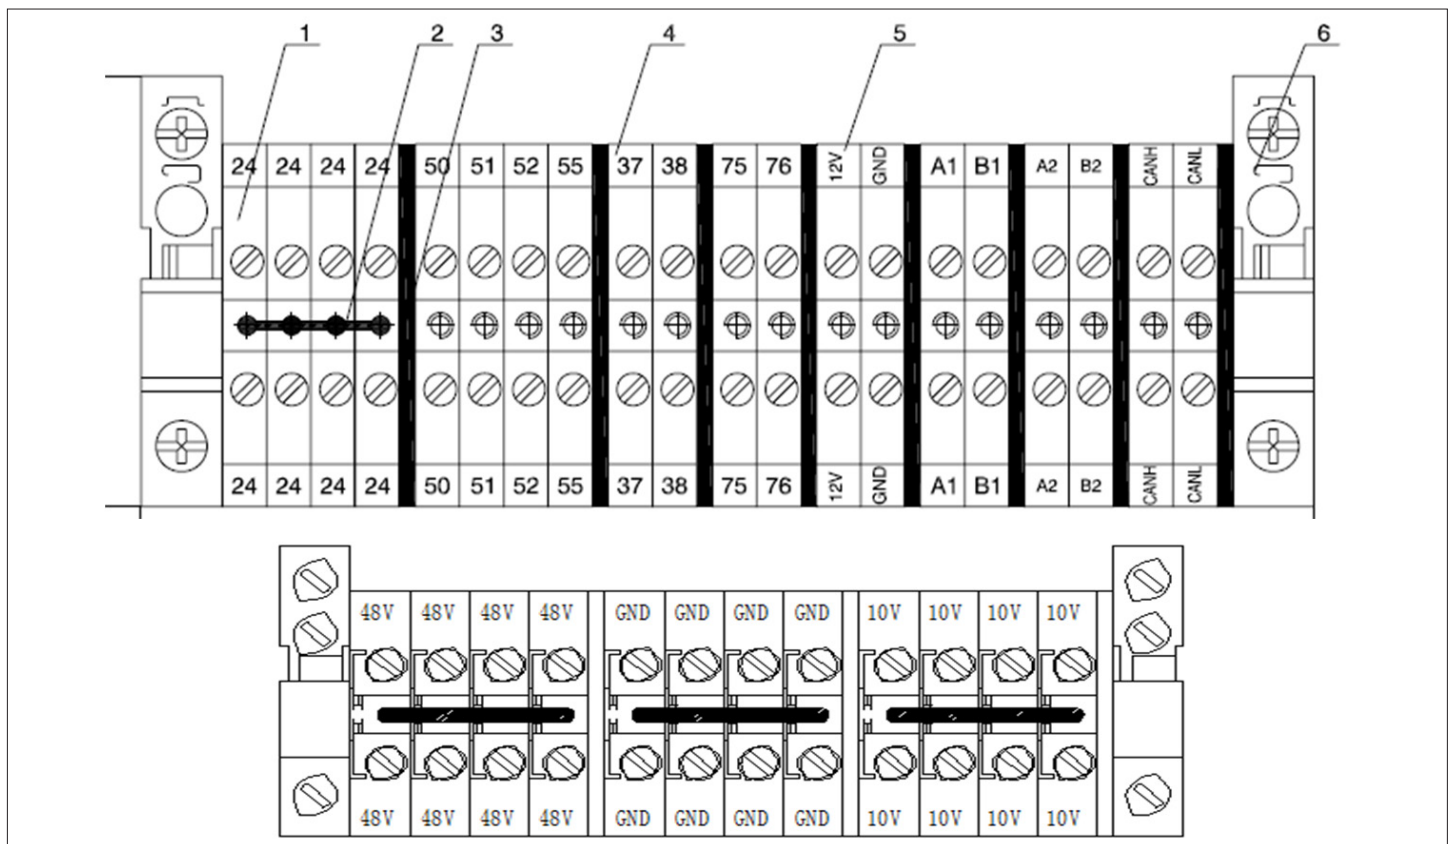 1 2 3 4 5 6
24 24 24 24 50 51 52 55 37 38 75 76 12V GND A1 B1 A2 B2 CANH CANL
24 24 24 24 50 51 52 55 37 38 75 76 12V GND A1 B1 A2 B2 CANH CANL
48V 48V 48V 48V GND GND GND GND 10V 10V 10V 10V
48V 48V 48V 48V GND GND GND GND 10V 10V 10V 10V